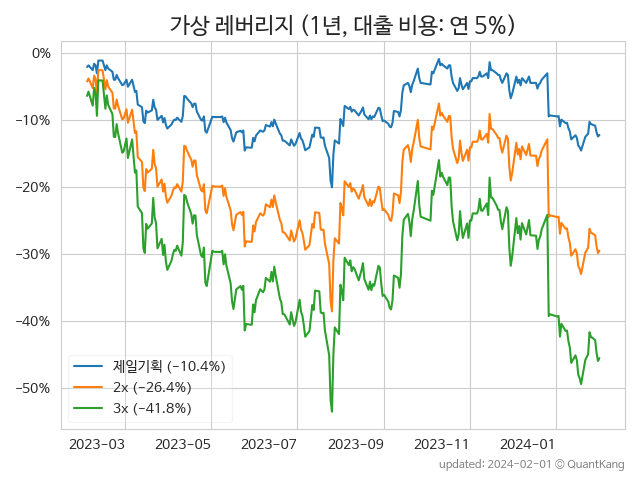 가상 레버리지 (1년, 대출 비용: 연 5%)
0%
−10%
−20%
−30%
−40%
−50%
제일기획 (−10.4%)
2x (−26.4%)
3x (−41.8%)
2023-03 2023-05 2023-07 2023-09 2023-11 2024-01
updated: 2024-02-01 © QuantKang